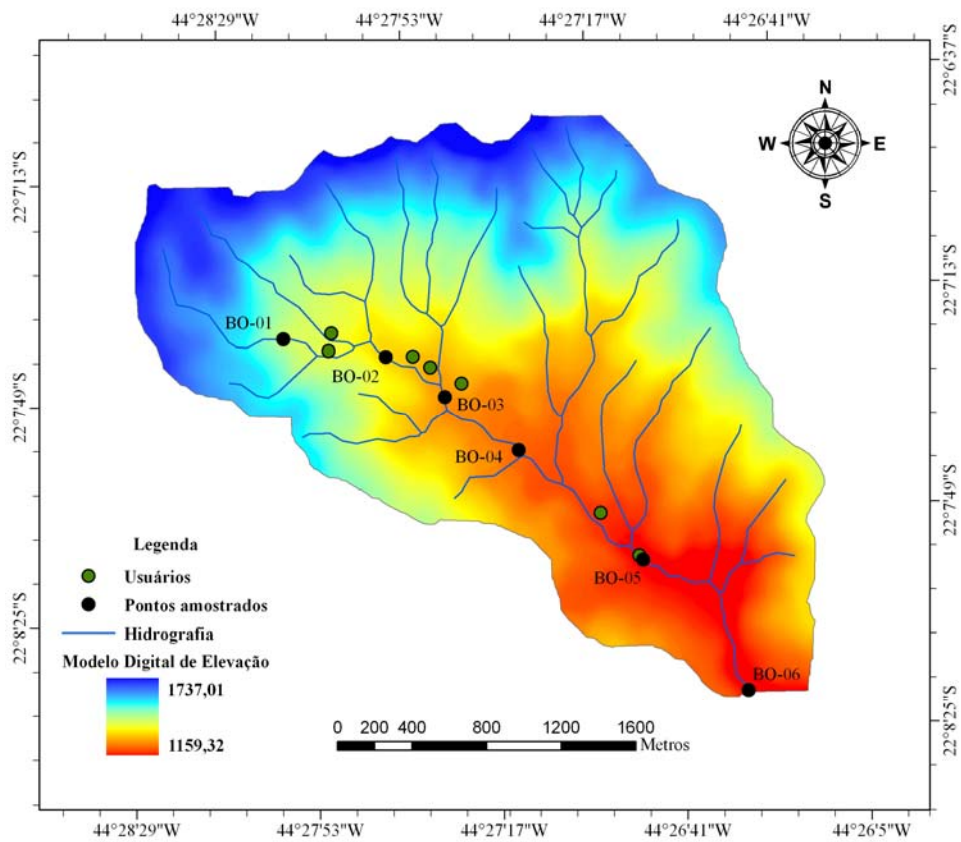 44°28'29"W 44°27'53"W 44°27'17"W 44°26'41"W
22°6'37"S
N
W E
S
22°7'13"S
22°7'13"S
BO-01
BO-02
BO-03
22°7'49"S
BO-04
22°7'49"S
Legenda
Usuários
BO-05
Pontos amostrados
22°8'25"S
Hidrografia
Modelo Digital de Elevação
BO-06
1737,01
22°8'25"S
0 200 400 800 1200 1600
1159,32
Metros
44°28'29"W 44°27'53"W 44°27'17"W 44°26'41"W 44°26'5"W